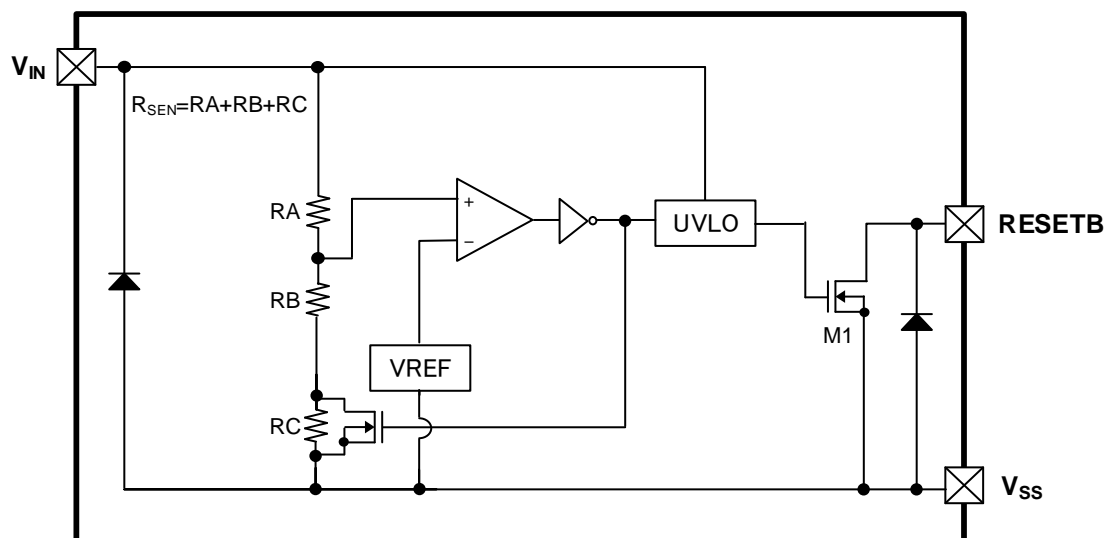 VIN
RSEN=RA+RB+RC
RA
+
−
UVLO
RESETB
RB
M1
VREF
RC
VSS